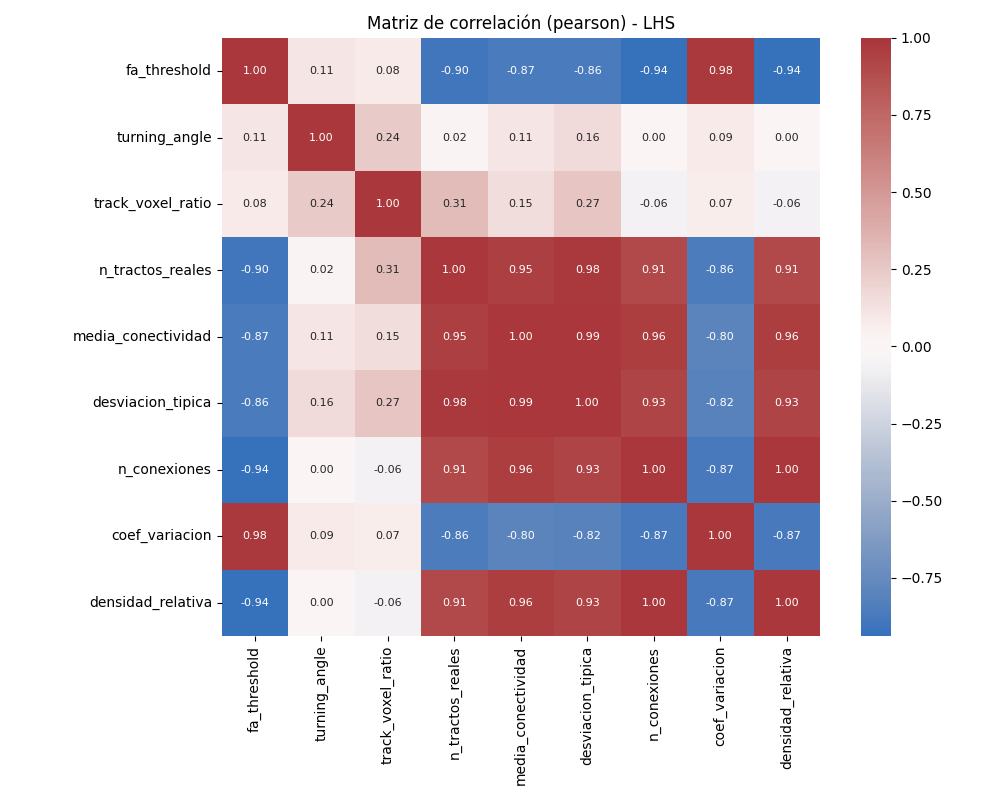 Matriz de correlación (pearson) - LHS
fa_threshold 1.00 0.11 0.08 -0.90 -0.87 -0.86 -0.94 0.98 -0.94
turning_angle 0.11 1.00 0.24 0.02 0.11 0.16 0.00 0.09 0.00
track_voxel_ratio 0.08 0.24 1.00 0.31 0.15 0.27 -0.06 0.07 -0.06
n_tractos_reales -0.90 0.02 0.31 1.00 0.95 0.98 0.91 -0.86 0.91
media_conectividad -0.87 0.11 0.15 0.95 1.00 0.99 0.96 -0.80 0.96
desviacion_tipica -0.86 0.16 0.27 0.98 0.99 1.00 0.93 -0.82 0.93
n_conexiones -0.94 0.00 -0.06 0.91 0.96 0.93 1.00 -0.87 1.00
coef_variacion 0.98 0.09 0.07 -0.86 -0.80 -0.82 -0.87 1.00 -0.87
densidad_relativa -0.94 0.00 -0.06 0.91 0.96 0.93 1.00 -0.87 1.00
fa_threshold
turning_angle
track_voxel_ratio
n_tractos_reales
media_conectividad
desviacion_tipica
n_conexiones
coef_variacion
densidad_relativa
1.00
0.75
0.50
0.25
0.00
−0.25
−0.50
−0.75